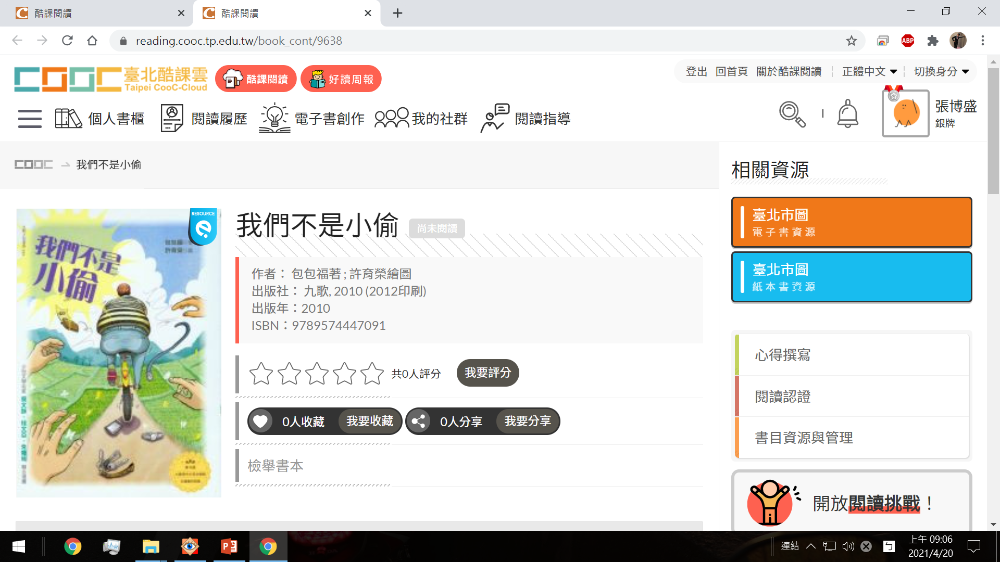 酷課閱讀
酷課閱讀
reading.cooc.tp.edu.tw/book_cont/9638
ABP
COOC 臺北酷課雲
Taipei CooC-Cloud
酷課閱讀
好讀周報
登出 回首頁 關於酷課閱讀 | 正體中文 | 切換身分
個人書櫃
閱讀履歷
電子書創作
我的社群
閱讀指導
張博盛
銀牌
COOC 我們不是小偷
RESOURCE
我們不是
小偷
我們不是小偷 尚未閱讀
作者： 包包福著 ; 許育榮繪圖
出版社： 九歌, 2010 (2012印刷)
出版年：2010
ISBN：9789574447091
共0人評分 我要評分
0人收藏 我要收藏 0人分享 我要分享
檢舉書本
相關資源
臺北市圖
電子書資源
臺北市圖
紙本書資源
心得撰寫
閱讀認證
書目資源與管理
開放閱讀挑戰！
連結
ㄅ
上午 09:06
2021/4/20